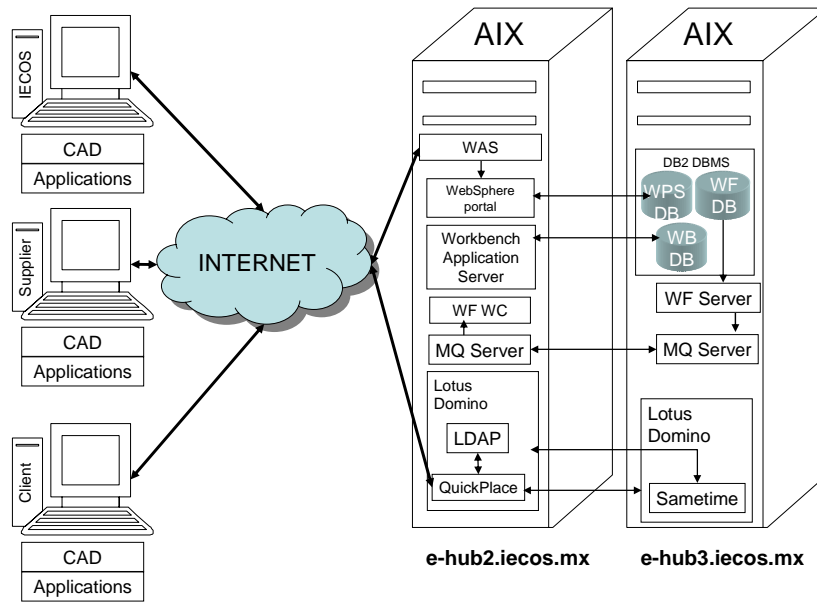 IECOS
CAD
Applications
Supplier
CAD
Applications
Client
CAD
Applications
INTERNET
AIX
WAS
WebSphere
portal
Workbench
Application
Server
WF WC
MQ Server
Lotus
Domino
LDAP
QuickPlace
e-hub2.iecos.mx
AIX
DB2 DBMS
WPS
DB
WF
DB
WB
DB
WF Server
MQ Server
Lotus
Domino
Sametime
e-hub3.iecos.mx